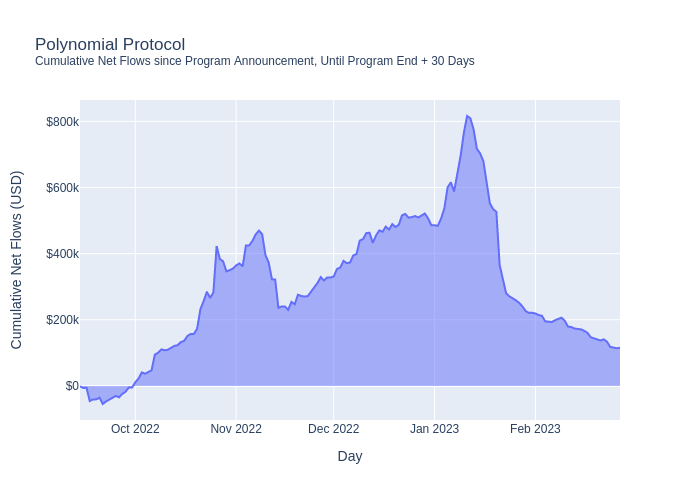 Polynomial Protocol
Cumulative Net Flows since Program Announcement, Until Program End + 30 Days
Cumulative Net Flows (USD)
$800k
$600k
$400k
$200k
$0
Oct 2022
Nov 2022
Dec 2022
Jan 2023
Feb 2023
Day